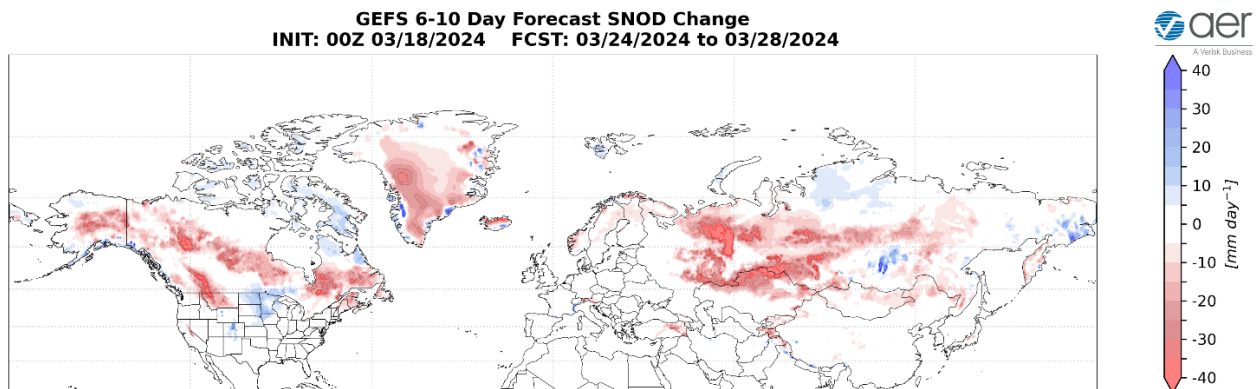 GEFS 6-10 Day Forecast SNOD Change
INIT: 00Z 03/18/2024 FCST: 03/24/2024 to 03/28/2024
aer
A Verisk Business
40
30
20
10
0
-10
-20
-30
-40
[mm day⁻¹]